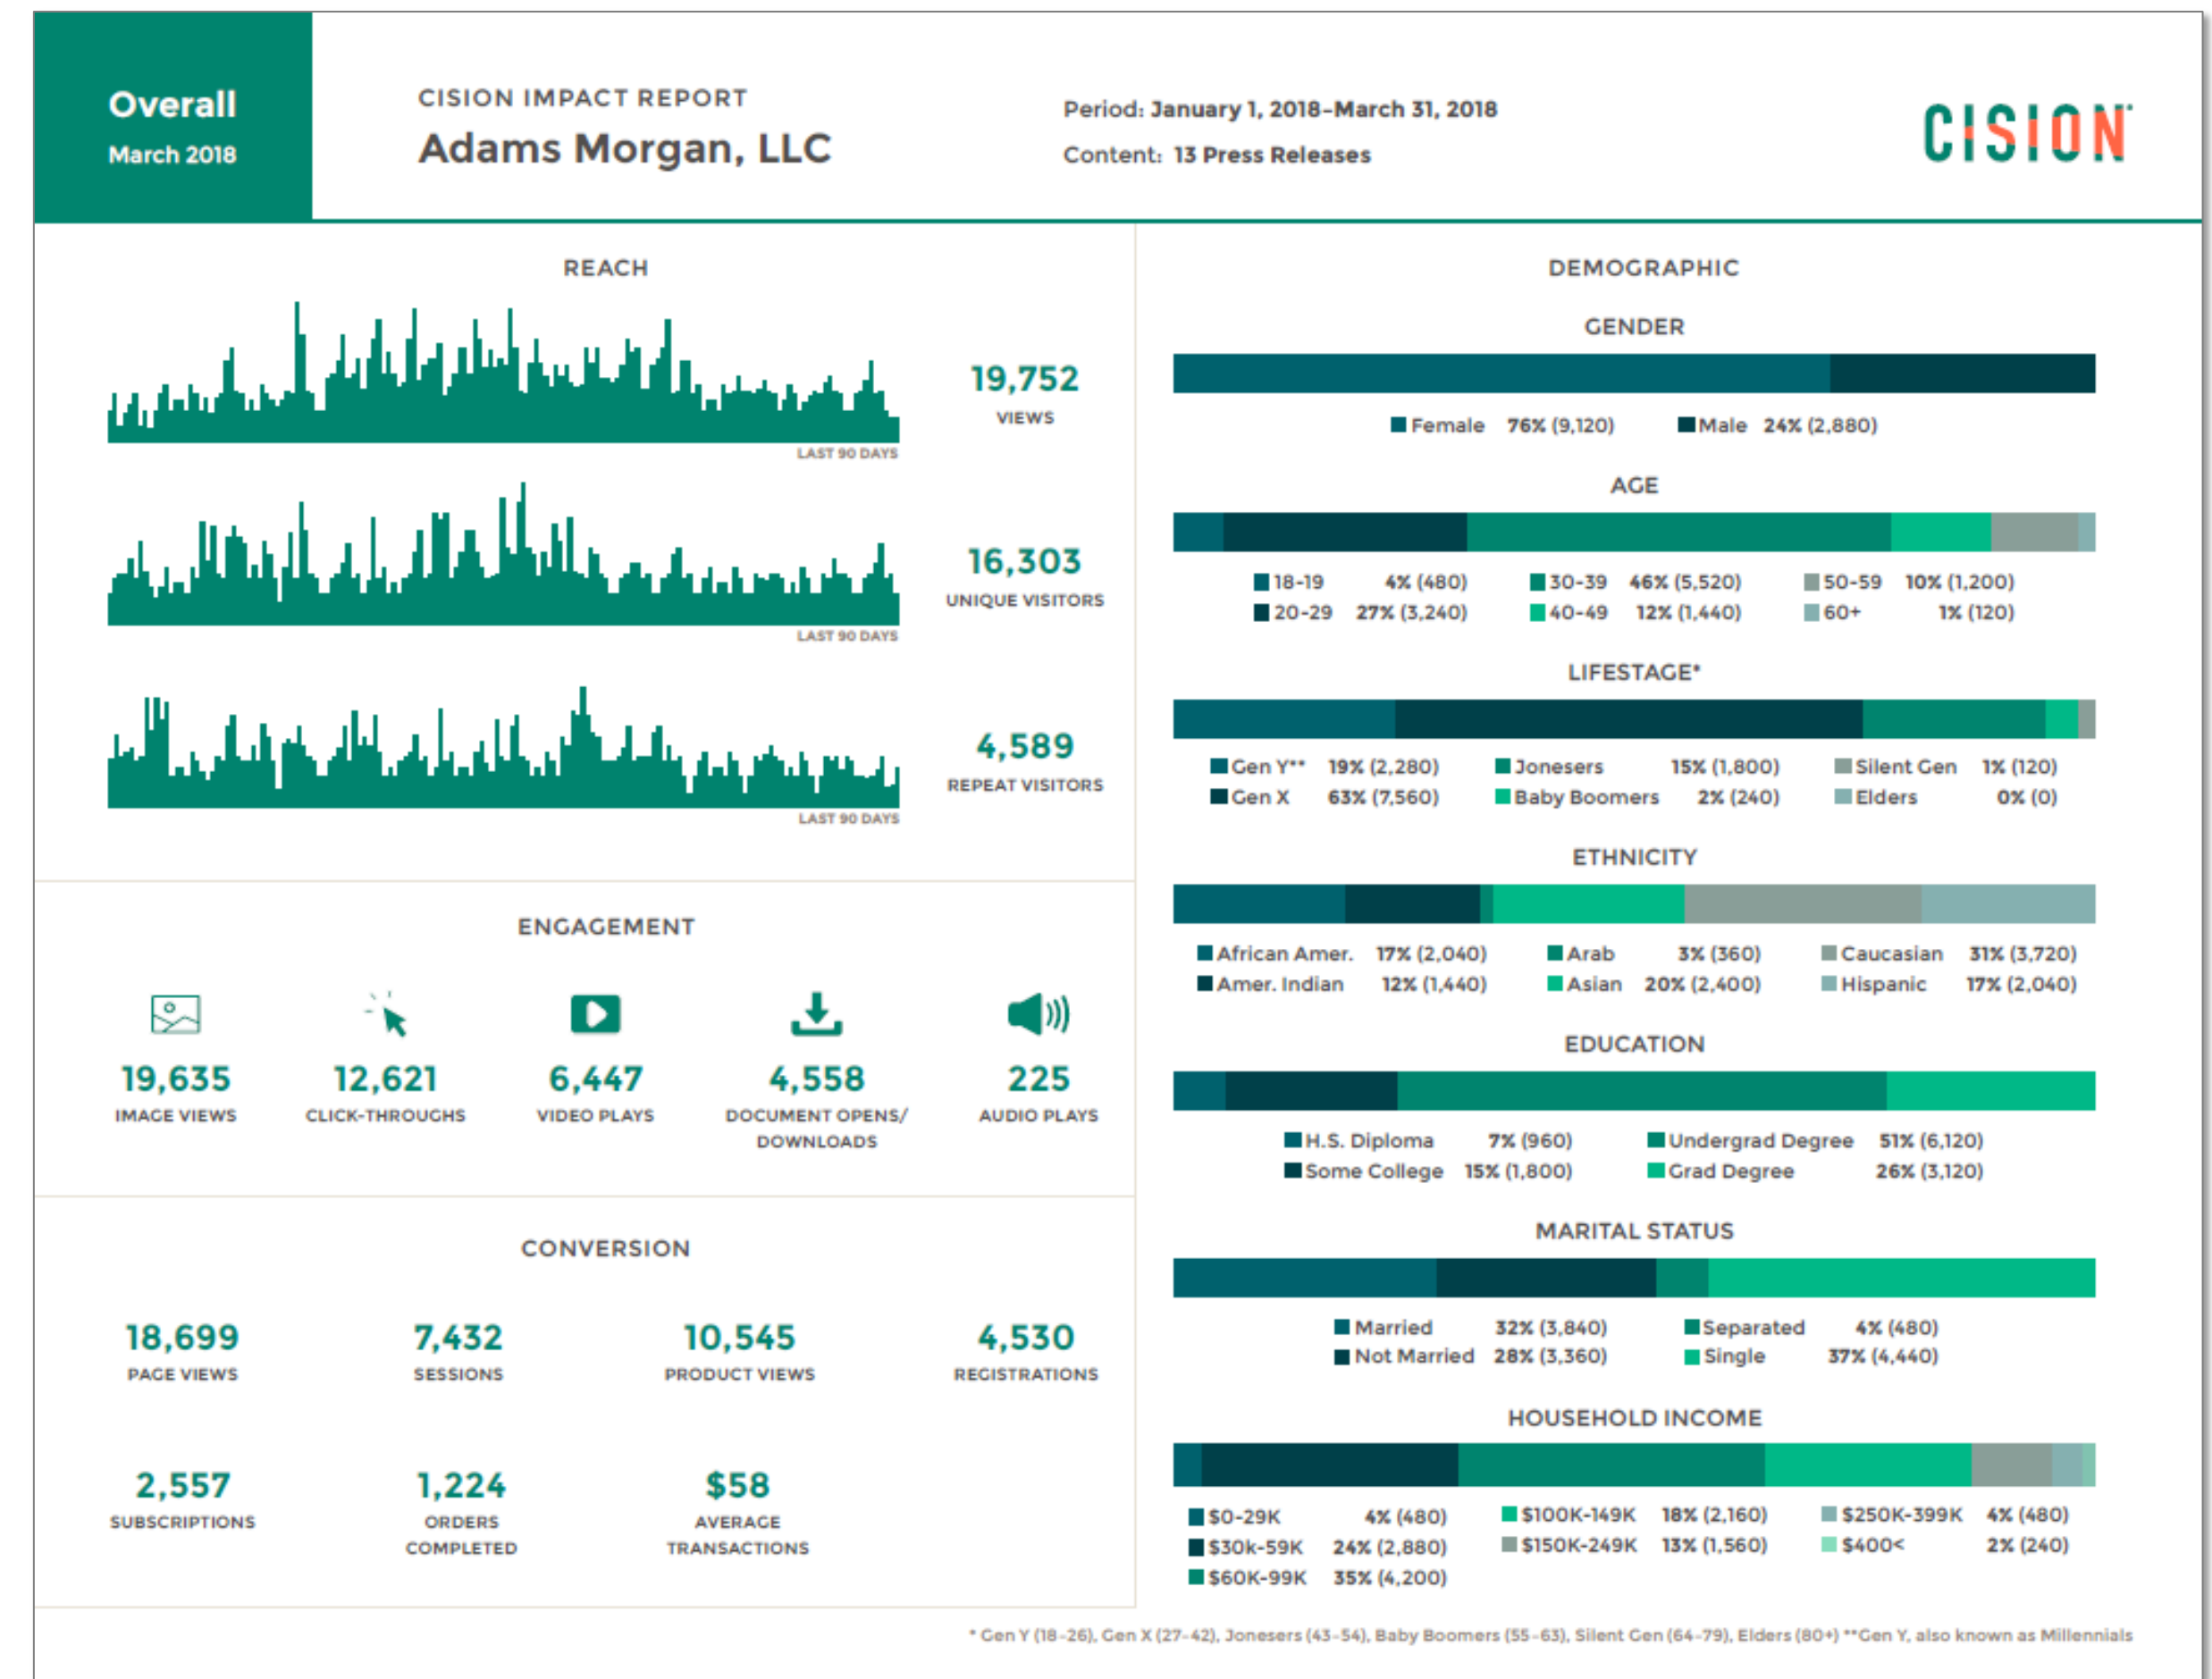 Overall
March 2018
CISION IMPACT REPORT
Adams Morgan, LLC
Period: January 1, 2018-March 31, 2018
Content: 13 Press Releases
CISION
REACH
19,752
VIEWS
LAST 90 DAYS
16,303
UNIQUE VISITORS
LAST 90 DAYS
4,589
REPEAT VISITORS
LAST 90 DAYS
ENGAGEMENT
19,635
IMAGE VIEWS
12,621
CLICK-THROUGHS
6,447
VIDEO PLAYS
4,558
DOCUMENT OPENS/
DOWNLOADS
225
AUDIO PLAYS
CONVERSION
18,699
PAGE VIEWS
7,432
SESSIONS
10,545
PRODUCT VIEWS
4,530
REGISTRATIONS
2,557
SUBSCRIPTIONS
1,224
ORDERS
COMPLETED
$58
AVERAGE
TRANSACTIONS
DEMOGRAPHIC
GENDER
Female 76% (9,120) Male 24% (2,880)
AGE
18-19 4% (480) 30-39 46% (5,520) 50-59 10% (1,200)
20-29 27% (3,240) 40-49 12% (1,440) 60+ 1% (120)
LIFESTAGE*
Gen Y** 19% (2,280) Jonesers 15% (1,800) Silent Gen 1% (120)
Gen X 63% (7,560) Baby Boomers 2% (240) Elders 0% (0)
ETHNICITY
African Amer. 17% (2,040) Arab 3% (360) Caucasian 31% (3,720)
Amer. Indian 12% (1,440) Asian 20% (2,400) Hispanic 17% (2,040)
EDUCATION
H.S. Diploma 7% (960) Undergrad Degree 51% (6,120)
Some College 15% (1,800) Grad Degree 26% (3,120)
MARITAL STATUS
Married 32% (3,840) Separated 4% (480)
Not Married 28% (3,360) Single 37% (4,440)
HOUSEHOLD INCOME
$0-29K 4% (480) $100K-149K 18% (2,160) $250K-399K 4% (480)
$30k-59K 24% (2,880) $150K-249K 13% (1,560) $400< 2% (240)
$60K-99K 35% (4,200)
* Gen Y (18-26), Gen X (27-42), Jonesers (43-54), Baby Boomers (55-63), Silent Gen (64-79), Elders (80+) **Gen Y, also known as Millennials